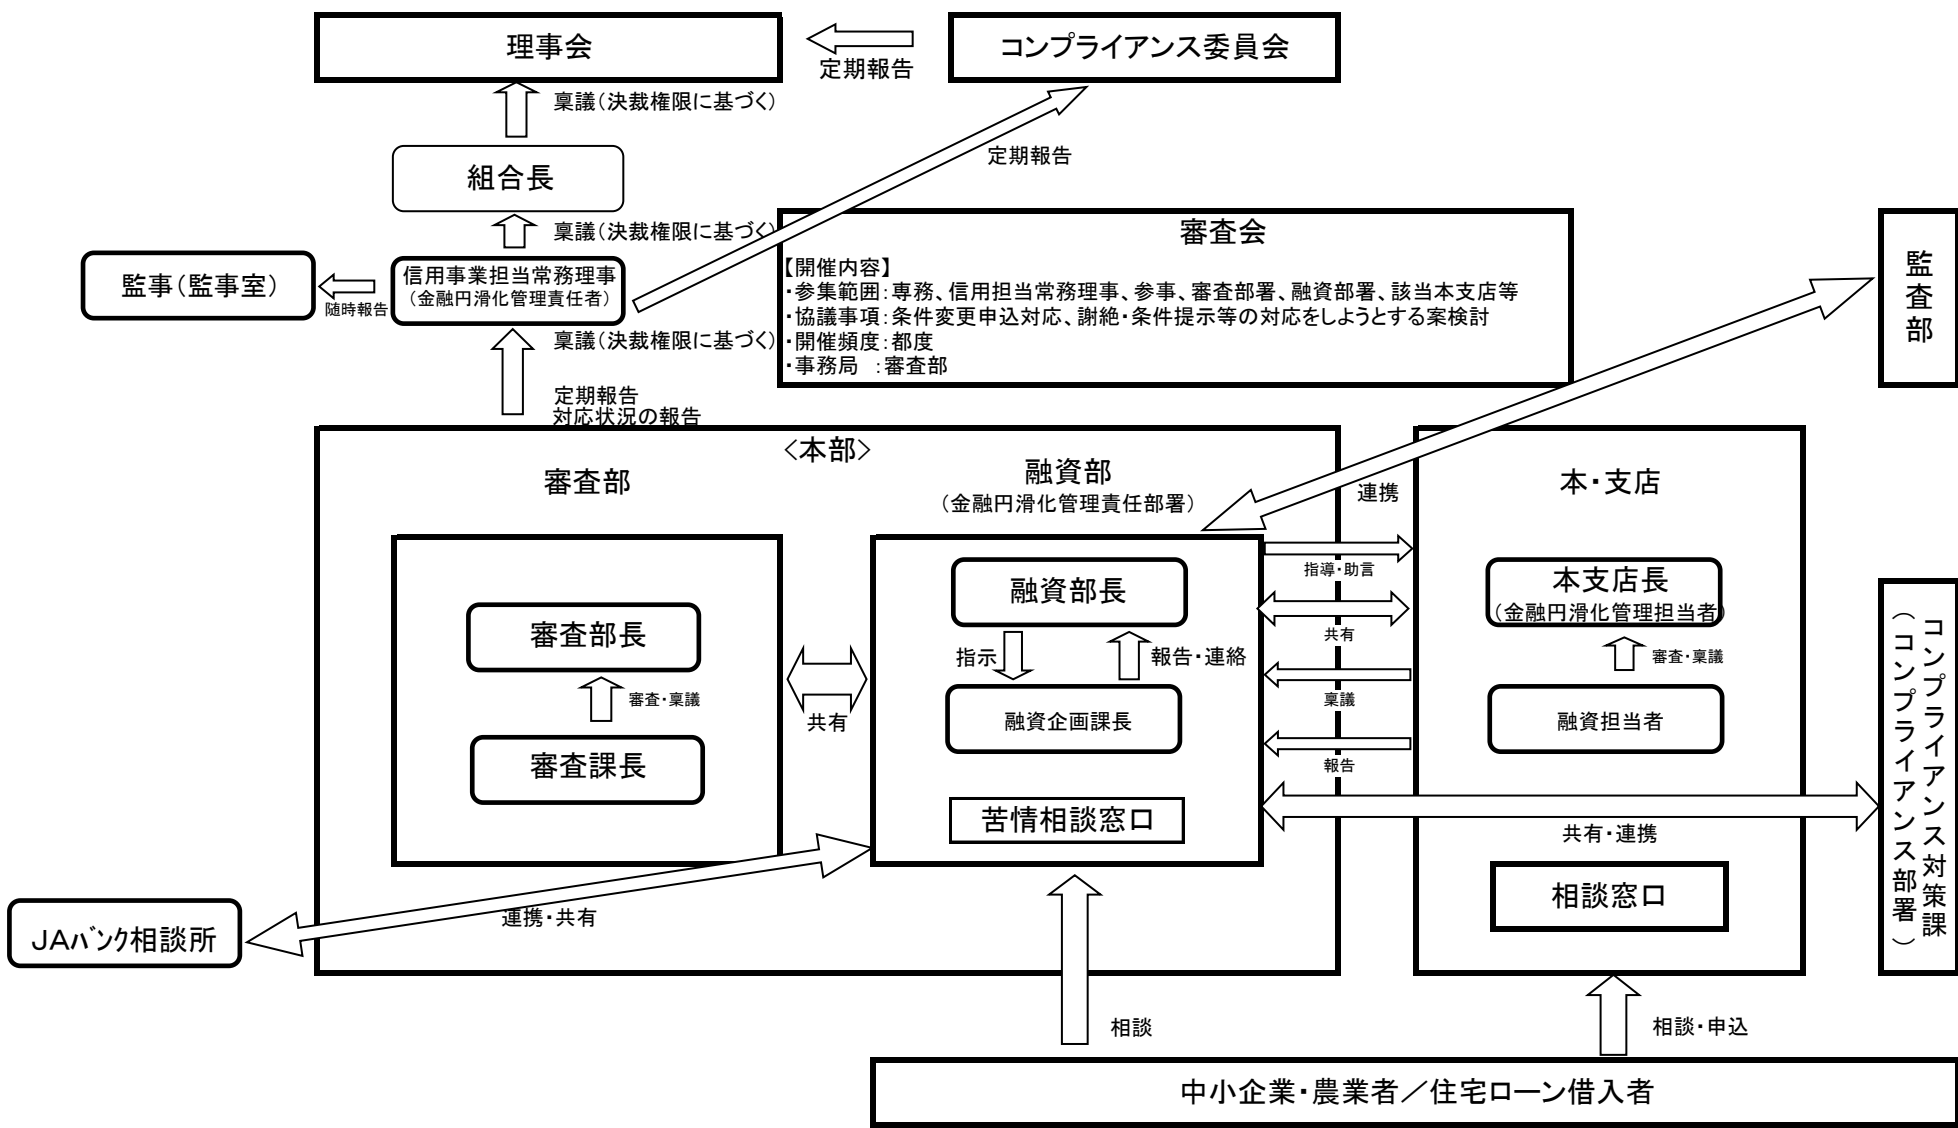 理事会
コンプライアンス委員会
定期報告
稟議(決裁権限に基づく)
定期報告
組合長
稟議(決裁権限に基づく)
審査会
【開催内容】
・参集範囲:専務、信用担当常務理事、参事、審査部署、融資部署、該当本支店等
・協議事項:条件変更申込対応、謝絶・条件提示等の対応をしようとする案検討
・開催頻度:都度
・事務局 :審査部
監査部
監事(監事室)
随時報告
信用事業担当常務理事
(金融円滑化管理責任者)
稟議(決裁権限に基づく)
定期報告
対応状況の報告
<本部>
審査部
融資部
(金融円滑化管理責任部署)
連携
本・支店
審査部長
審査・稟議
審査課長
共有
融資部長
指示
報告・連絡
融資企画課長
苦情相談窓口
指導・助言
共有
稟議
報告
本支店長
(金融円滑化管理担当者)
審査・稟議
融資担当者
共有・連携
相談窓口
コンプライアンス対策課
(コンプライアンス部署)
JAバンク相談所
連携・共有
相談
相談・申込
中小企業・農業者/住宅ローン借入者